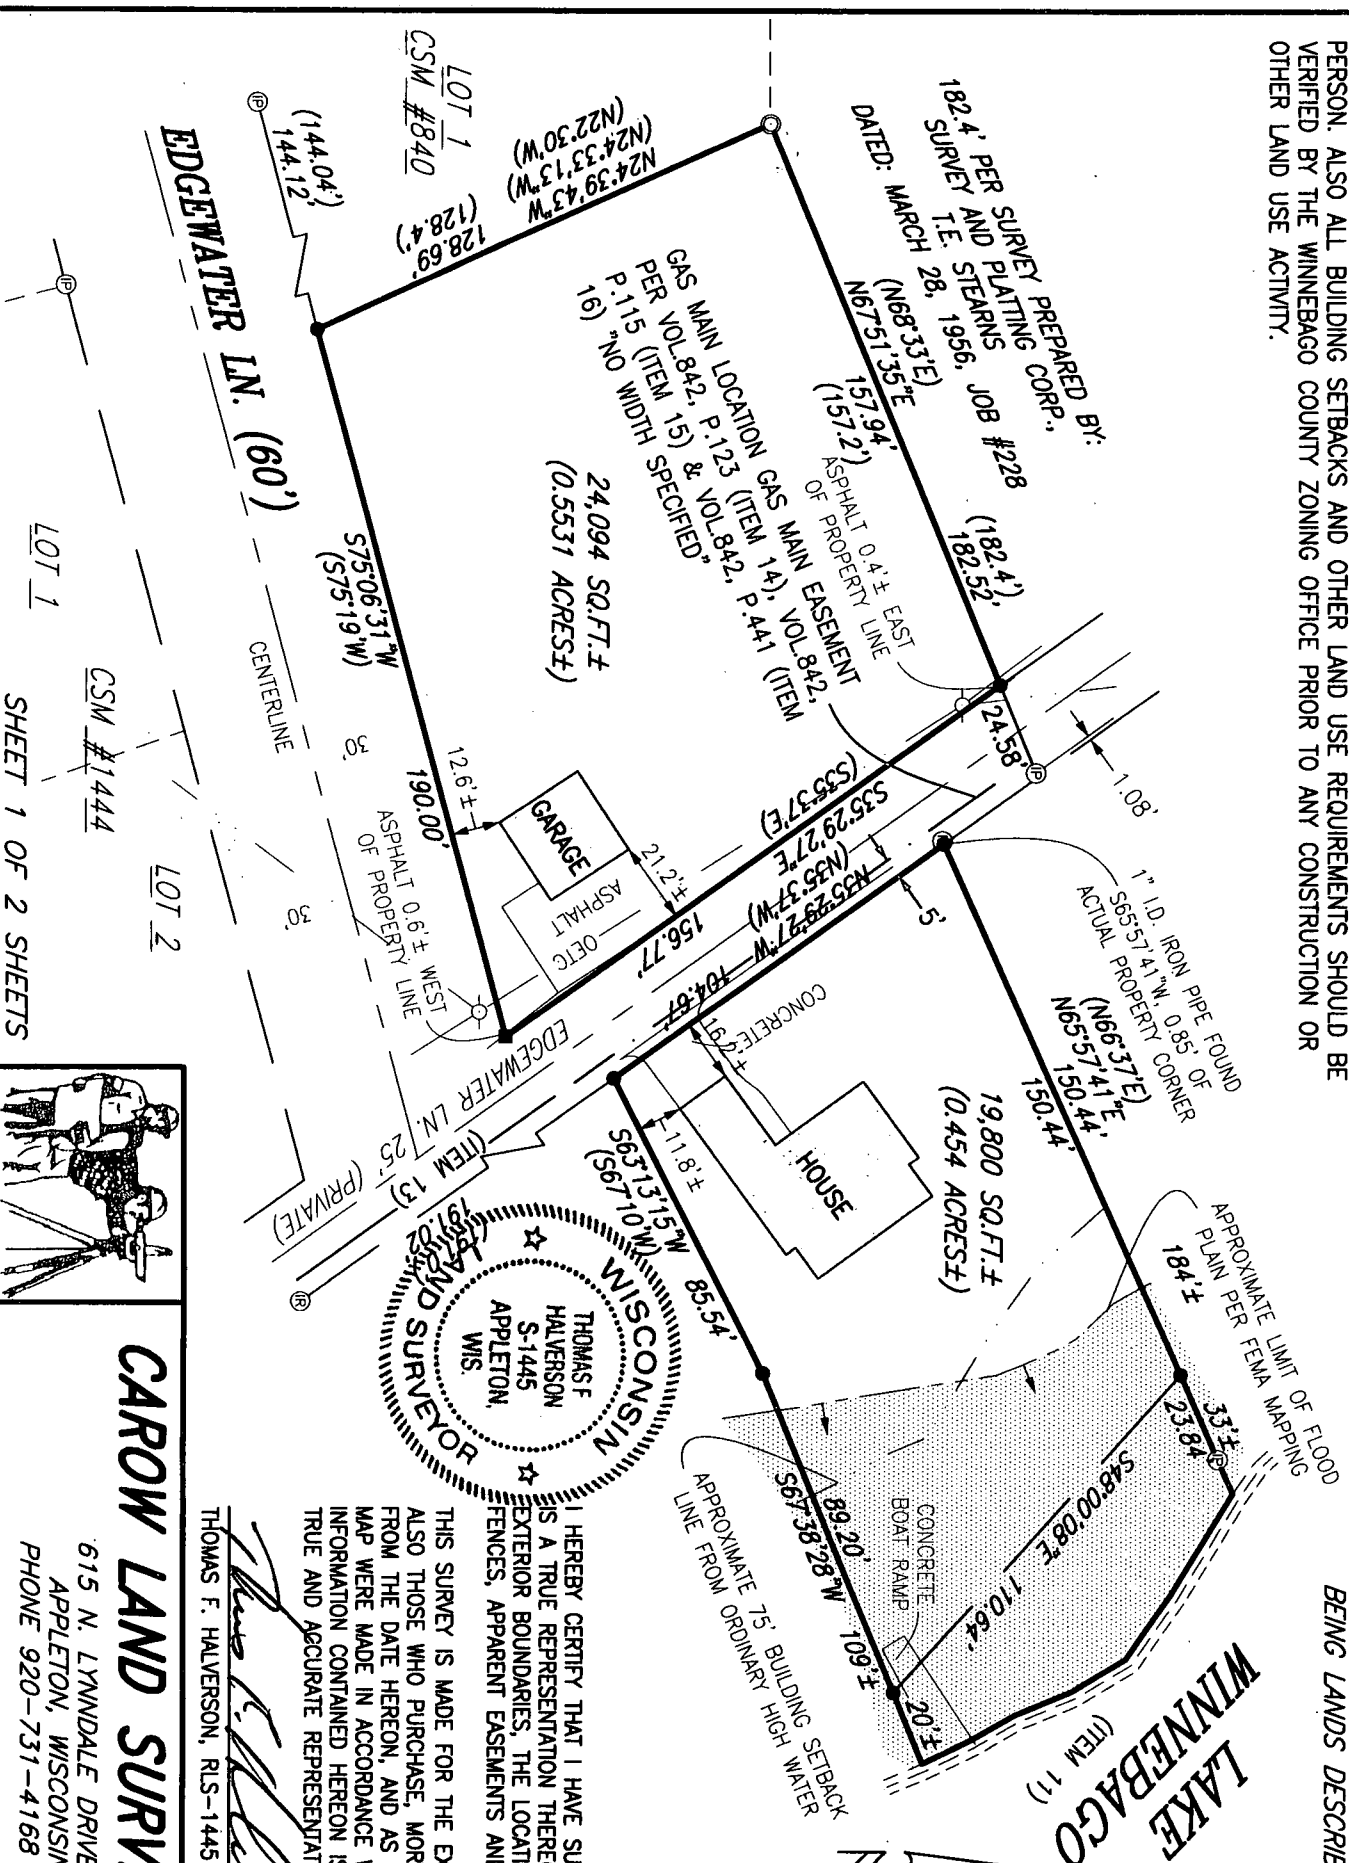 PERSON. ALSO ALL BUILDING SETBACKS AND OTHER LAND USE REQUIREMENTS SHOULD BE
VERIFIED BY THE WINNEBAGO COUNTY ZONING OFFICE PRIOR TO ANY CONSTRUCTION OR
OTHER LAND USE ACTIVITY.
BEING LANDS DESCRIB
182.4' PER SURVEY PREPARED BY:
SURVEY AND PLATTING CORP.,
T.E. STEARNS
DATED: MARCH 28, 1956, JOB #228
(N68°33'E)
N67°51'35"E
157.94'
(157.2')
(182.4')
182.52'
24.58'
1.08'
ASPHALT 0.4'± EAST
OF PROPERTY LINE
GAS MAIN LOCATION GAS MAIN EASEMENT
PER VOL.842, P.123 (ITEM 14), VOL.842,
P.115 (ITEM 15) & VOL.842, P.441 (ITEM
16) "NO WIDTH SPECIFIED"
LOT 1
CSM #840
(N22°30'W)
(N24°33'13"W)
N24°39'43"W
128.69'
(128.4')
24,094 SQ.FT.±
(0.5531 ACRES±)
(144.04')
144.12'
IP
EDGEWATER LN. (60')
S75°06'31"W
(S75°19'W)
190.00'
CENTERLINE
30'
30'
12.6'±
GARAGE
21.2'±
ASPHALT
OETG
ASPHALT 0.6'± WEST
OF PROPERTY LINE
(S35°37'E)
S35°29'27"E
156.77'
(N35°37'W)
N35°29'27"W
104.67'
5'
EDGEWATER LN.
25'
(PRIVATE)
(ITEM 13)
197.02'
IP
IP
IR
LOT 1
CSM #1444
LOT 2
SHEET 1 OF 2 SHEETS
1" I.D. IRON PIPE FOUND
S65°57'41"W, 0.85' OF
ACTUAL PROPERTY CORNER
(N66°37'E)
N65°57'41"E
150.44'
150.44'
184'±
33'±
23.84
IP
APPROXIMATE LIMIT OF FLOOD
PLAIN PER FEMA MAPPING
19,800 SQ.FT.±
(0.454 ACRES±)
CONCRETE
16.2'±
HOUSE
11.8'±
S63°13'15"W
(S67°10'W)
85.54'
S67°38'28"W
89.20'
109'±
20'±
S48°00'08"E
110.64'
CONCRETE
BOAT RAMP
APPROXIMATE 75' BUILDING SETBACK
LINE FROM ORDINARY HIGH WATER
LAKE
WINNEBAGO
(ITEM 11)
WISCONSIN
THOMAS F
HALVERSON
S-1445
APPLETON,
WIS.
LAND SURVEYOR
I HEREBY CERTIFY THAT I HAVE SU
IS A TRUE REPRESENTATION THERE
EXTERIOR BOUNDARIES, THE LOCATI
FENCES, APPARENT EASEMENTS AN
THIS SURVEY IS MADE FOR THE EX
ALSO THOSE WHO PURCHASE, MOR
FROM THE DATE HEREON, AND AS
MAP WERE MADE IN ACCORDANCE
INFORMATION CONTAINED HEREON IS
TRUE AND ACCURATE REPRESENTAT
THOMAS F. HALVERSON, RLS-1445
CAROW LAND SURV
615 N. LYNNDALE DRIVE
APPLETON, WISCONSIN
PHONE 920-731-4168